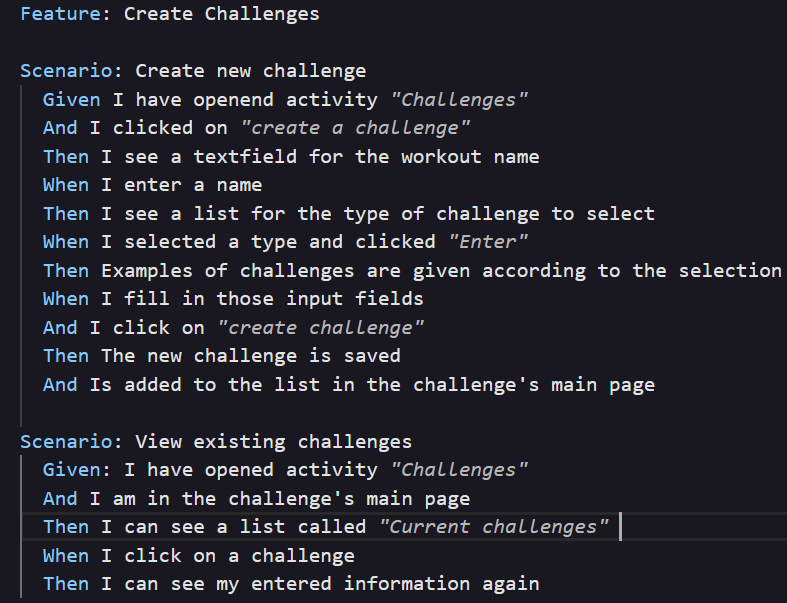 Feature: Create Challenges
Scenario: Create new challenge
Given I have openend activity "Challenges"
And I clicked on "create a challenge"
Then I see a textfield for the workout name
When I enter a name
Then I see a list for the type of challenge to select
When I selected a type and clicked "Enter"
Then Examples of challenges are given according to the selection
When I fill in those input fields
And I click on "create challenge"
Then The new challenge is saved
And Is added to the list in the challenge's main page
Scenario: View existing challenges
Given: I have opened activity "Challenges"
And I am in the challenge's main page
Then I can see a list called "Current challenges"
When I click on a challenge
Then I can see my entered information again